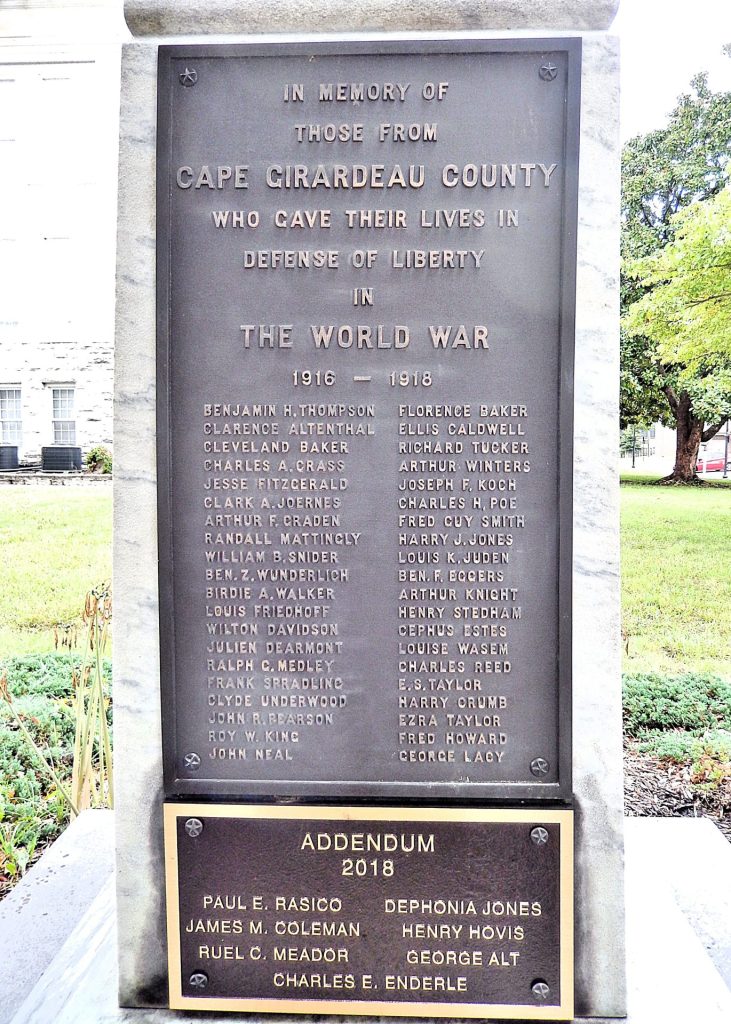 IN MEMORY OF
THOSE FROM
CAPE GIRARDEAU COUNTY
WHO GAVE THEIR LIVES IN
DEFENSE OF LIBERTY
IN
THE WORLD WAR
1916 — 1918
BENJAMIN H. THOMPSON
CLARENCE ALTENTHAL
CLEVELAND BAKER
CHARLES A. GRASS
JESSE FITZGERALD
CLARK A. JOERNES
ARTHUR F. GRADEN
RANDALL MATTINGLY
WILLIAM B. SNIDER
BEN. Z. WUNDERLICH
BIRDIE A. WALKER
LOUIS FRIEDHOFF
WILTON DAVIDSON
JULIEN DEARMONT
RALPH G. MEDLEY
FRANK SPRADLING
CLYDE UNDERWOOD
JOHN R. PEARSON
ROY W. KING
JOHN NEAL
FLORENCE BAKER
ELLIS CALDWELL
RICHARD TUCKER
ARTHUR WINTERS
JOSEPH F. KOCH
CHARLES H. POE
FRED GUY SMITH
HARRY J. JONES
LOUIS K. JUDEN
BEN. F. EGGERS
ARTHUR KNIGHT
HENRY STEDHAM
CEPHUS ESTES
LOUISE WASEM
CHARLES REED
E. S. TAYLOR
HARRY CRUMB
EZRA TAYLOR
FRED HOWARD
GEORGE LACY
ADDENDUM
2018
PAUL E. RASICO
JAMES M. COLEMAN
RUEL C. MEADOR
DEPHONIA JONES
HENRY HOVIS
GEORGE ALT
CHARLES E. ENDERLE